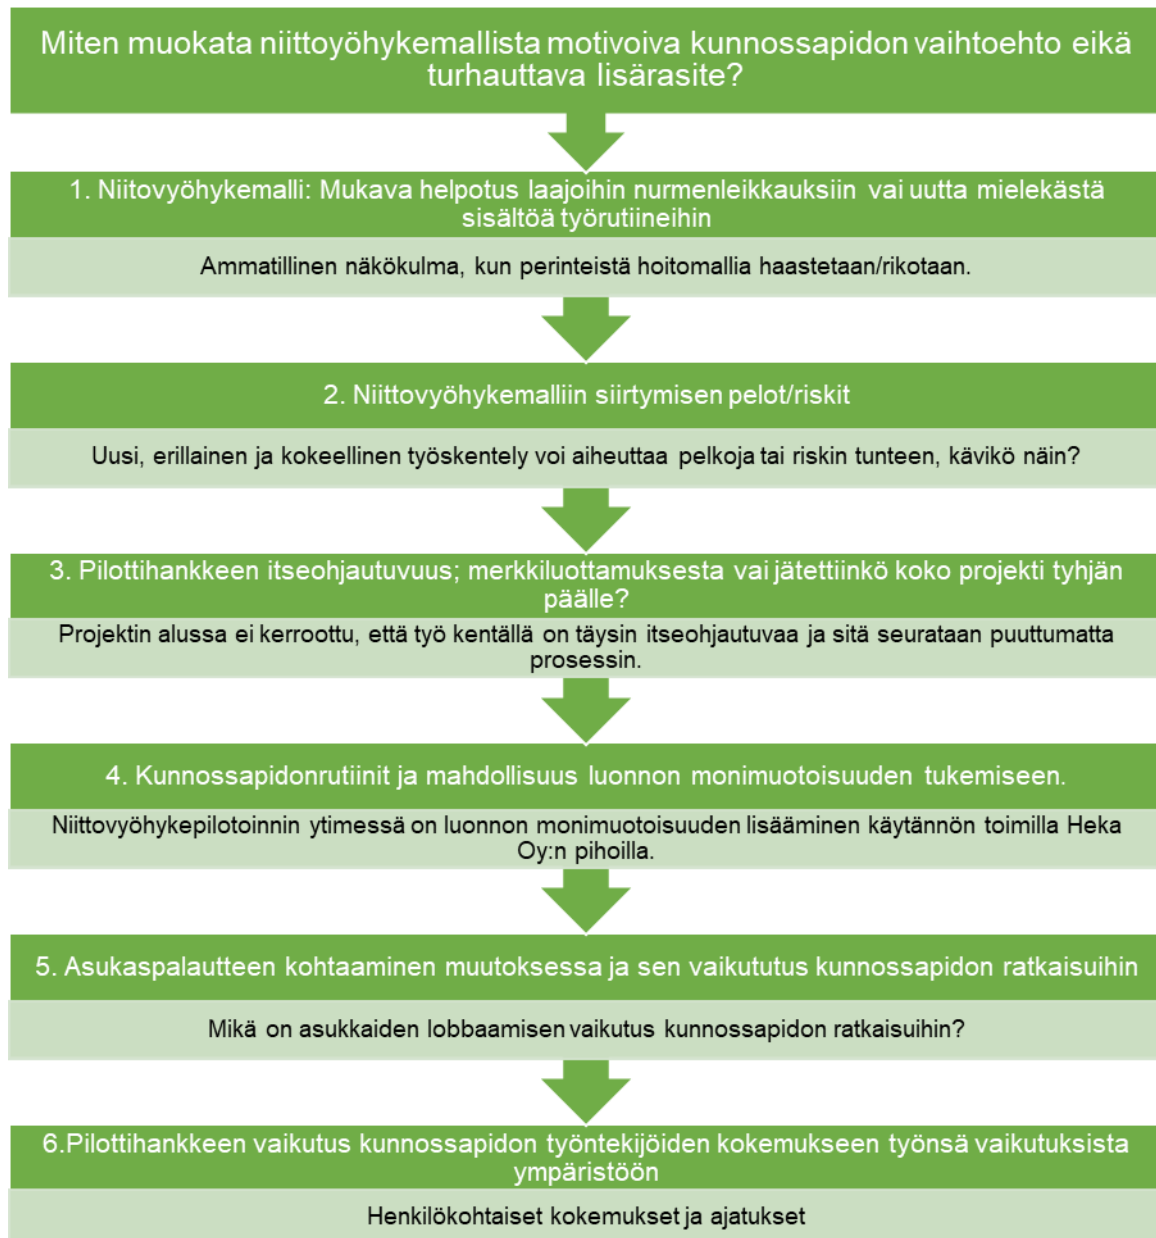 Miten muokata niittoyöhykemallista motivoiva kunnossapidon vaihtoehto eikä
turhauttava lisärasite?
1. Niitovyöhykemalli: Mukava helpotus laajoihin nurmenleikkauksiin vai uutta mielekästä
sisältöä työrutiineihin
Ammatillinen näkökulma, kun perinteistä hoitomallia haastetaan/rikotaan.
2. Niittovyöhykemalliin siirtymisen pelot/riskit
Uusi, erillainen ja kokeellinen työskentely voi aiheuttaa pelkoja tai riskin tunteen, kävikö näin?
3. Pilottihankkeen itseohjautuvuus; merkkiluottamuksesta vai jätettiinkö koko projekti tyhjän
päälle?
Projektin alussa ei kerroottu, että työ kentällä on täysin itseohjautuvaa ja sitä seurataan puuttumatta
prosessin.
4. Kunnossapidonrutiinit ja mahdollisuus luonnon monimuotoisuuden tukemiseen.
Niittovyöhykepilotoinnin ytimessä on luonnon monimuotoisuuden lisääminen käytännön toimilla Heka
Oy:n pihoilla.
5. Asukaspalautteen kohtaaminen muutoksessa ja sen vaikututus kunnossapidon ratkaisuihin
Mikä on asukkaiden lobbaamisen vaikutus kunnossapidon ratkaisuihin?
6.Pilottihankkeen vaikutus kunnossapidon työntekijöiden kokemukseen työnsä vaikutuksista
ympäristöön
Henkilökohtaiset kokemukset ja ajatukset